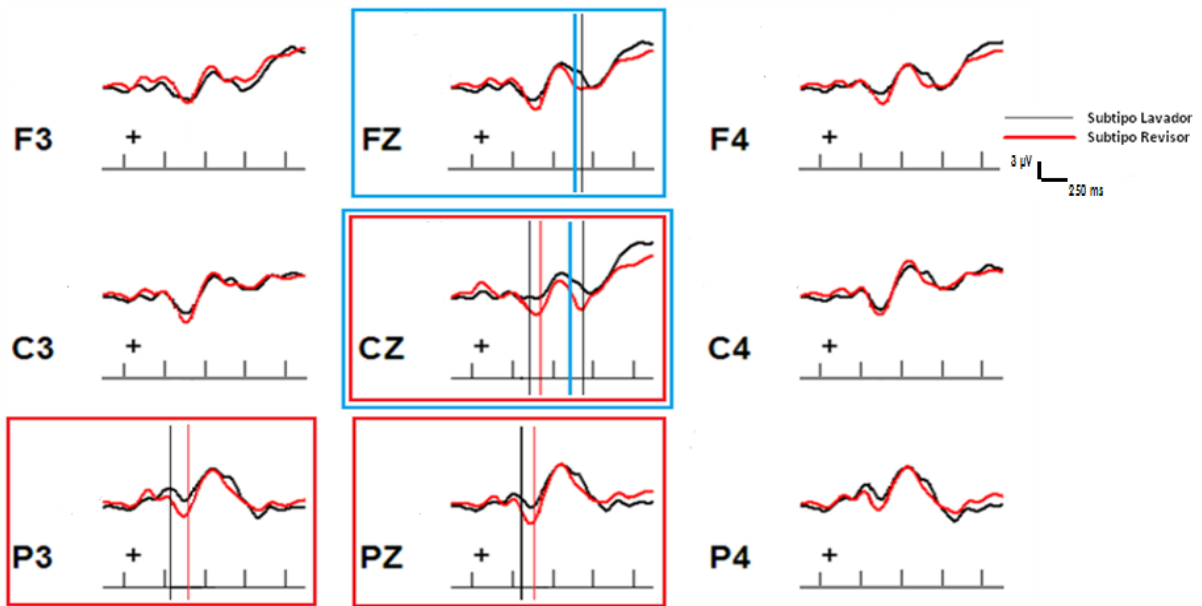 F3
+
FZ
+
F4
+
Subtipo Lavador
Subtipo Revisor
3 µV
250 ms
C3
+
CZ
+
C4
+
P3
+
PZ
+
P4
+